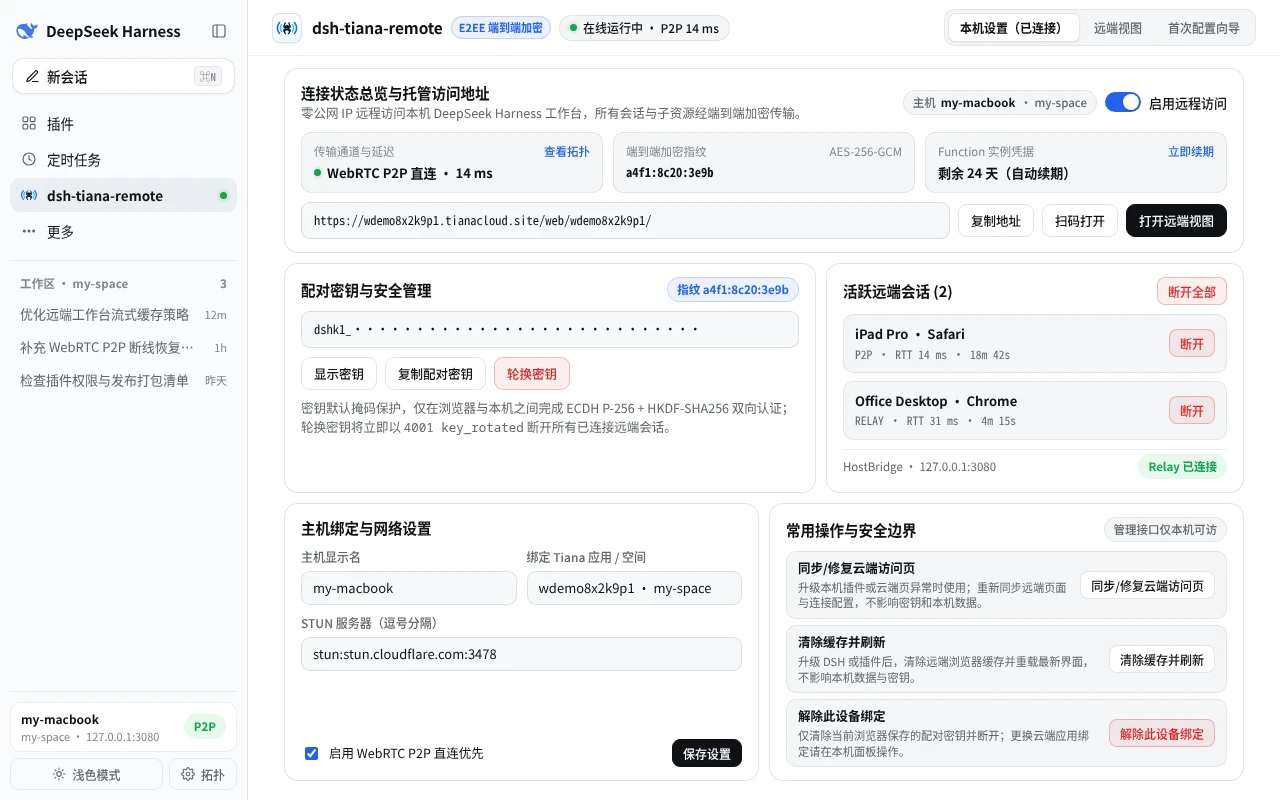 DeepSeek Harness
新会话 ⌘N
插件
定时任务
dsh-tiana-remote
更多
工作区 · my-space 3
优化远端工作台流式缓存策略 12m
补充 WebRTC P2P 断线恢复… 1h
检查插件权限与发布打包清单 昨天
my-macbook
my-space · 127.0.0.1:3080
P2P
浅色模式
拓扑
dsh-tiana-remote
E2EE 端到端加密
在线运行中 · P2P 14 ms
本机设置（已连接）
远端视图
首次配置向导
连接状态总览与托管访问地址
零公网 IP 远程访问本机 DeepSeek Harness 工作台，所有会话与子资源经端到端加密传输。
主机 my-macbook · my-space
启用远程访问
传输通道与延迟 查看拓扑
WebRTC P2P 直连 · 14 ms
端到端加密指纹 AES-256-GCM
a4f1:8c20:3e9b
Function 实例凭据 立即续期
剩余 24 天（自动续期）
https://wdemo8x2k9p1.tianacloud.site/web/wdemo8x2k9p1/
复制地址
扫码打开
打开远端视图
配对密钥与安全管理
指纹 a4f1:8c20:3e9b
dshk1_····························
显示密钥
复制配对密钥
轮换密钥
密钥默认掩码保护，仅在浏览器与本机之间完成 ECDH P-256 + HKDF-SHA256 双向认证；
轮换密钥将立即以 4001 key_rotated 断开所有已连接远端会话。
活跃远端会话 (2)
断开全部
iPad Pro · Safari
P2P · RTT 14 ms · 18m 42s
断开
Office Desktop · Chrome
RELAY · RTT 31 ms · 4m 15s
断开
HostBridge · 127.0.0.1:3080
Relay 已连接
主机绑定与网络设置
主机显示名
my-macbook
绑定 Tiana 应用 / 空间
wdemo8x2k9p1 · my-space
STUN 服务器（逗号分隔）
stun:stun.cloudflare.com:3478
启用 WebRTC P2P 直连优先
保存设置
常用操作与安全边界
管理接口仅本机可访
同步/修复云端访问页
升级本机插件或云端页异常时使用；重新同步远端页面
与连接配置，不影响密钥和本机数据。
同步/修复云端访问页
清除缓存并刷新
升级 DSH 或插件后，清除远端浏览器缓存并重载最新界面，
不影响本机数据与密钥。
清除缓存并刷新
解除此设备绑定
仅清除当前浏览器保存的配对密钥并断开；更换云端应用绑
定请在本机面板操作。
解除此设备绑定